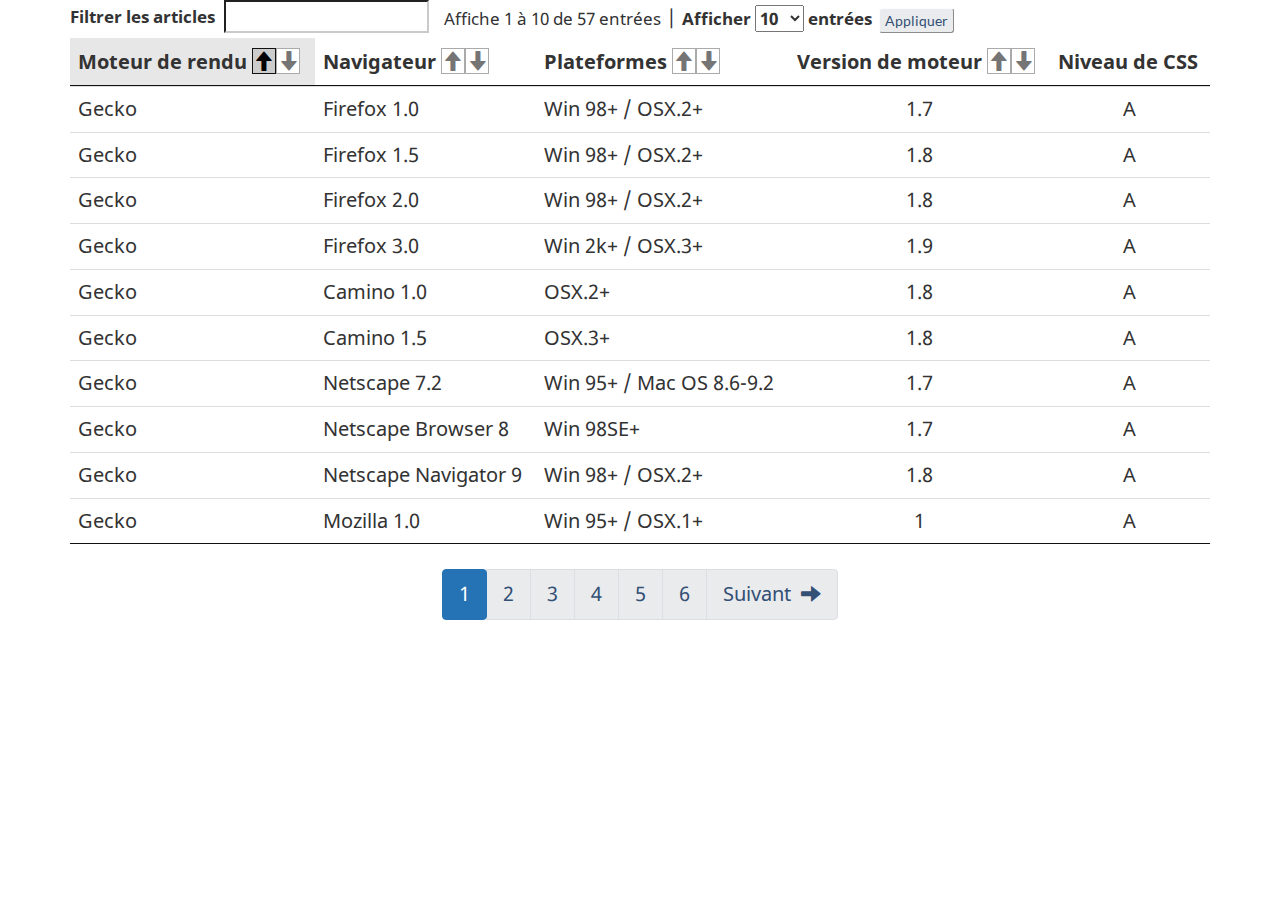 Filtrer les articles Affiche 1 à 10 de 57 entrées | Afficher 10 entrées Appliquer
Moteur de rendu Navigateur Plateformes Version de moteur Niveau de CSS
Gecko Firefox 1.0 Win 98+ / OSX.2+ 1.7 A
Gecko Firefox 1.5 Win 98+ / OSX.2+ 1.8 A
Gecko Firefox 2.0 Win 98+ / OSX.2+ 1.8 A
Gecko Firefox 3.0 Win 2k+ / OSX.3+ 1.9 A
Gecko Camino 1.0 OSX.2+ 1.8 A
Gecko Camino 1.5 OSX.3+ 1.8 A
Gecko Netscape 7.2 Win 95+ / Mac OS 8.6-9.2 1.7 A
Gecko Netscape Browser 8 Win 98SE+ 1.7 A
Gecko Netscape Navigator 9 Win 98+ / OSX.2+ 1.8 A
Gecko Mozilla 1.0 Win 95+ / OSX.1+ 1 A
1 2 3 4 5 6 Suivant